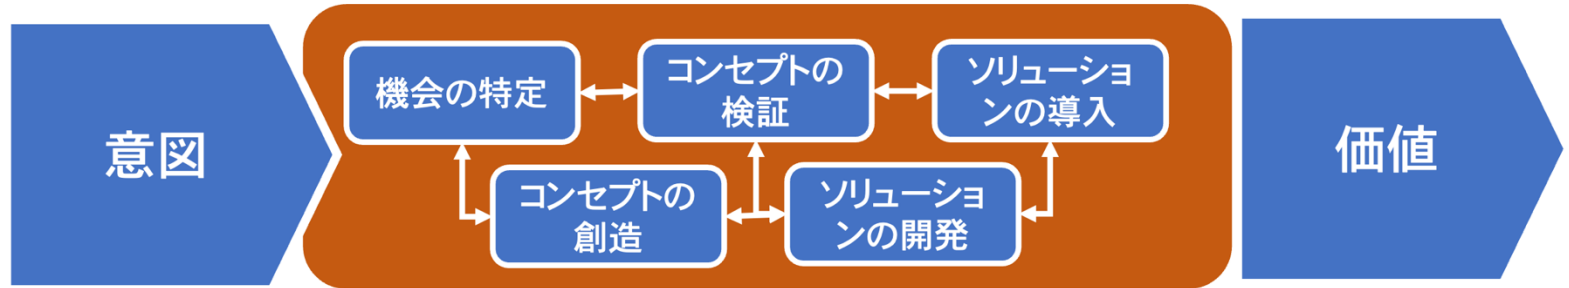 意図
機会の特定
コンセプトの
検証
ソリューショ
ンの導入
コンセプトの
創造
ソリューショ
ンの開発
価値